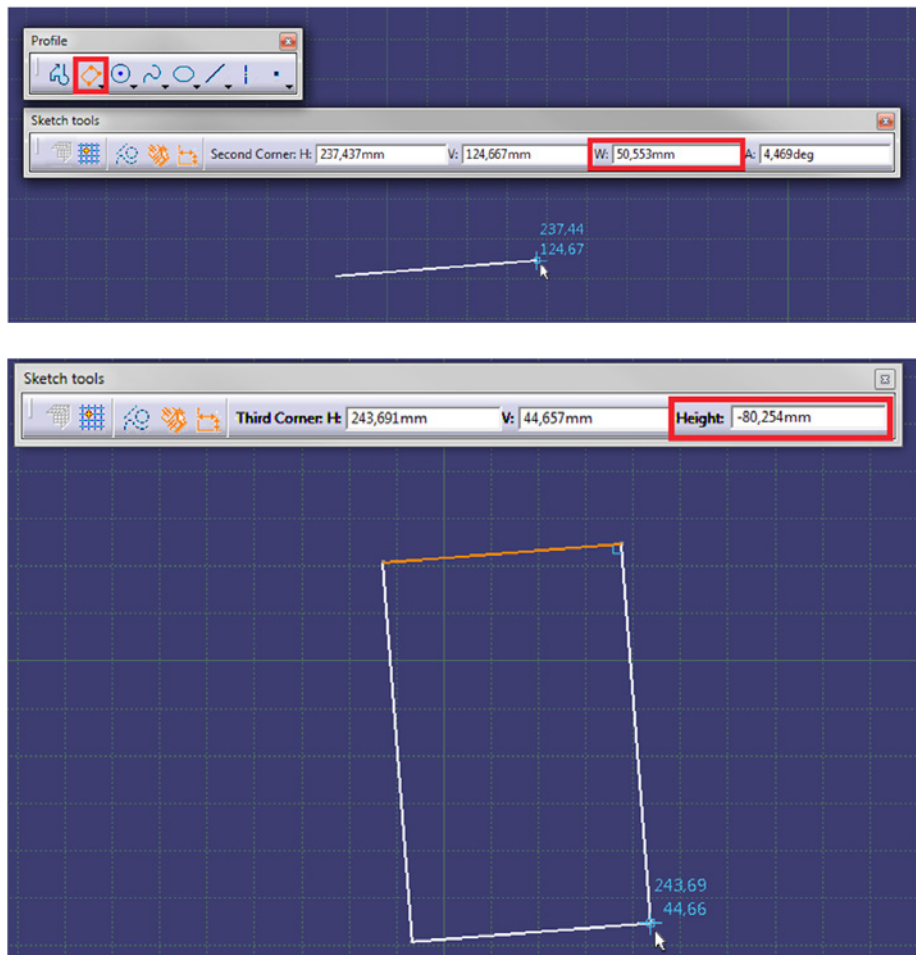 Profile
Sketch tools
Second Corner: H: 237,437mm V: 124,667mm W: 50,553mm A: 4,469deg
237,44
124,67
Sketch tools
Third Corner: H: 243,691mm V: 44,657mm Height: -80,254mm
243,69
44,66